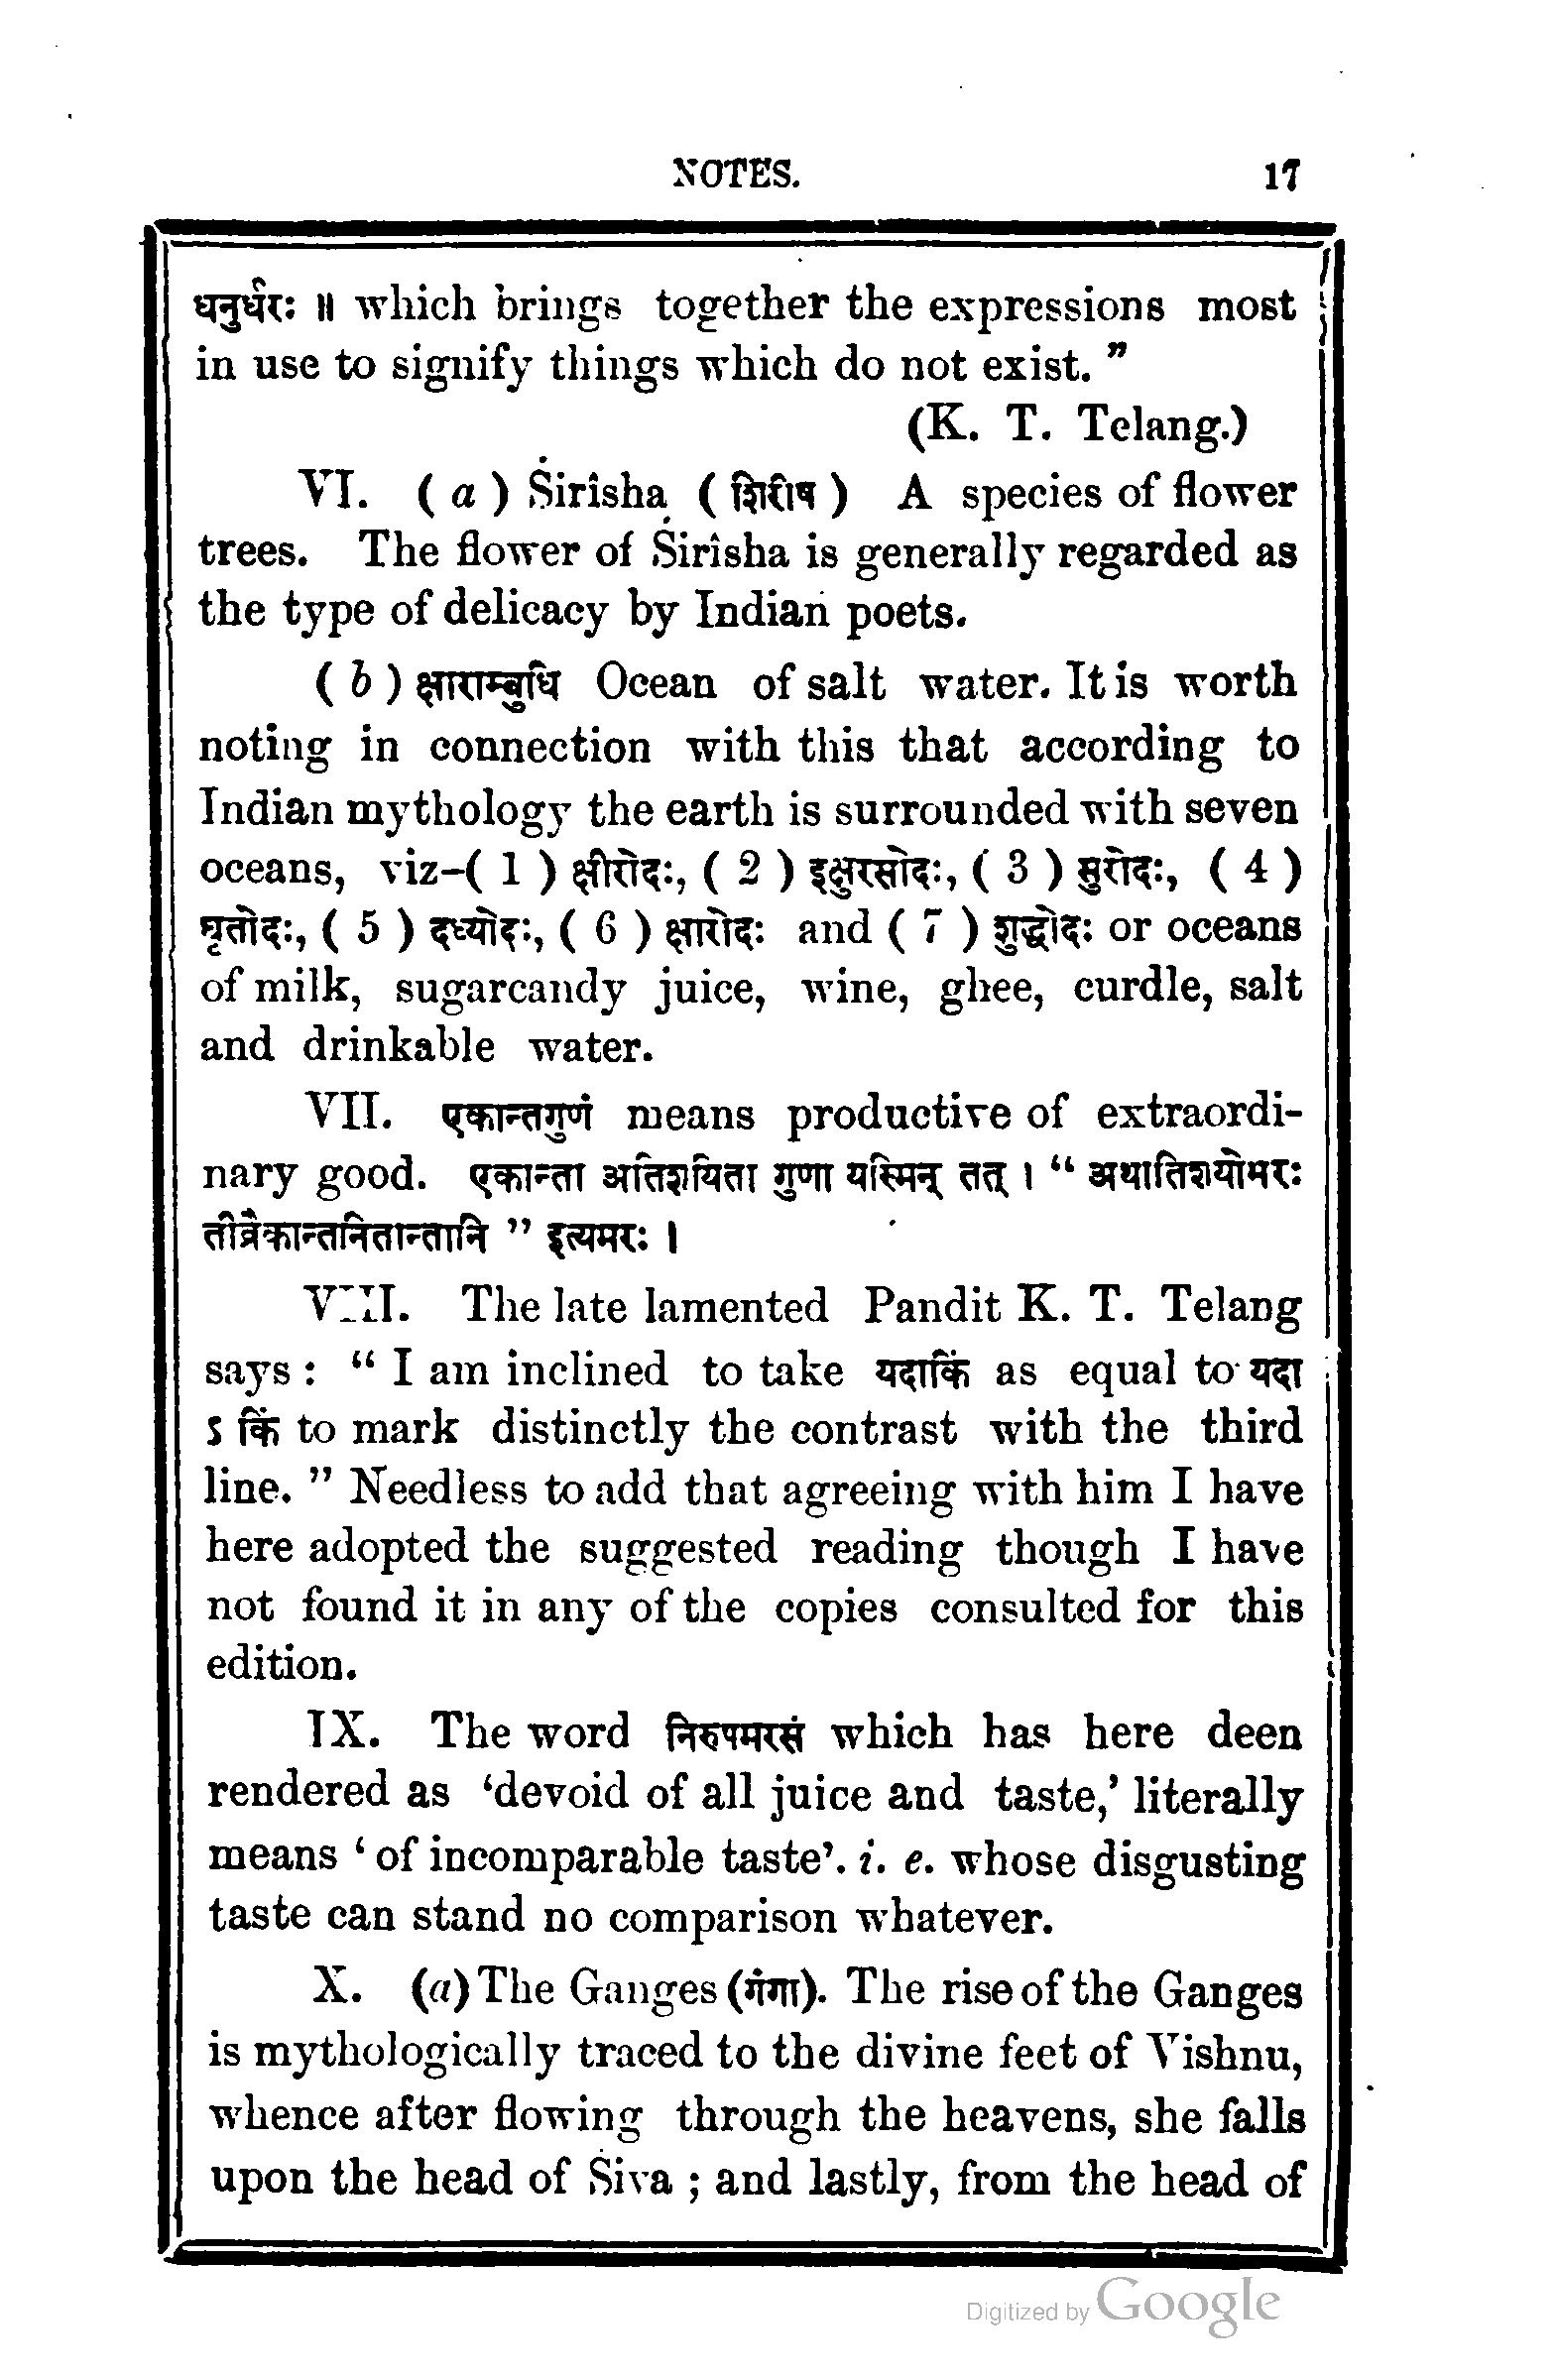 NOTES. 17
धनुर्धरः ॥ which brings together the expressions most
in use to signify things which do not exist. ”
(K. T. Telang.)
VI. ( a ) Śirîsha ( शिरीष ) A species of flower
trees. The flower of Śirîsha is generally regarded as
the type of delicacy by Indian poets.
( b ) क्षाराम्बुधि Ocean of salt water. It is worth
noting in connection with this that according to
Indian mythology the earth is surrounded with seven
oceans, viz-( 1 ) क्षीरोदः, ( 2 ) इक्षुरसोदः, ( 3 ) सुरोदः, ( 4 )
घृतोदः, ( 5 ) दध्योदः, ( 6 ) क्षारोदः and ( 7 ) शुद्धोदः or oceans
of milk, sugarcandy juice, wine, ghee, curdle, salt
and drinkable water.
VII. एकान्तगुणं means productive of extraordi-
nary good. एकान्ता अतिशयिता गुणा यस्मिन् तत् । “ अथातिशयोभरः
तीव्रैकान्तनितान्तानि ” इत्यमरः ।
VIII. The late lamented Pandit K. T. Telang
says : “ I am inclined to take यदाकिं as equal to यदा
ऽ किं to mark distinctly the contrast with the third
line. ” Needless to add that agreeing with him I have
here adopted the suggested reading though I have
not found it in any of the copies consulted for this
edition.
IX. The word निरुपमरसं which has here deen
rendered as ‘devoid of all juice and taste,’ literally
means ‘ of incomparable taste’. i. e. whose disgusting
taste can stand no comparison whatever.
X. (a) The Ganges (गंगा). The rise of the Ganges
is mythologically traced to the divine feet of Vishnu,
whence after flowing through the heavens, she falls
upon the head of Śiva ; and lastly, from the head of
Digitized by Google